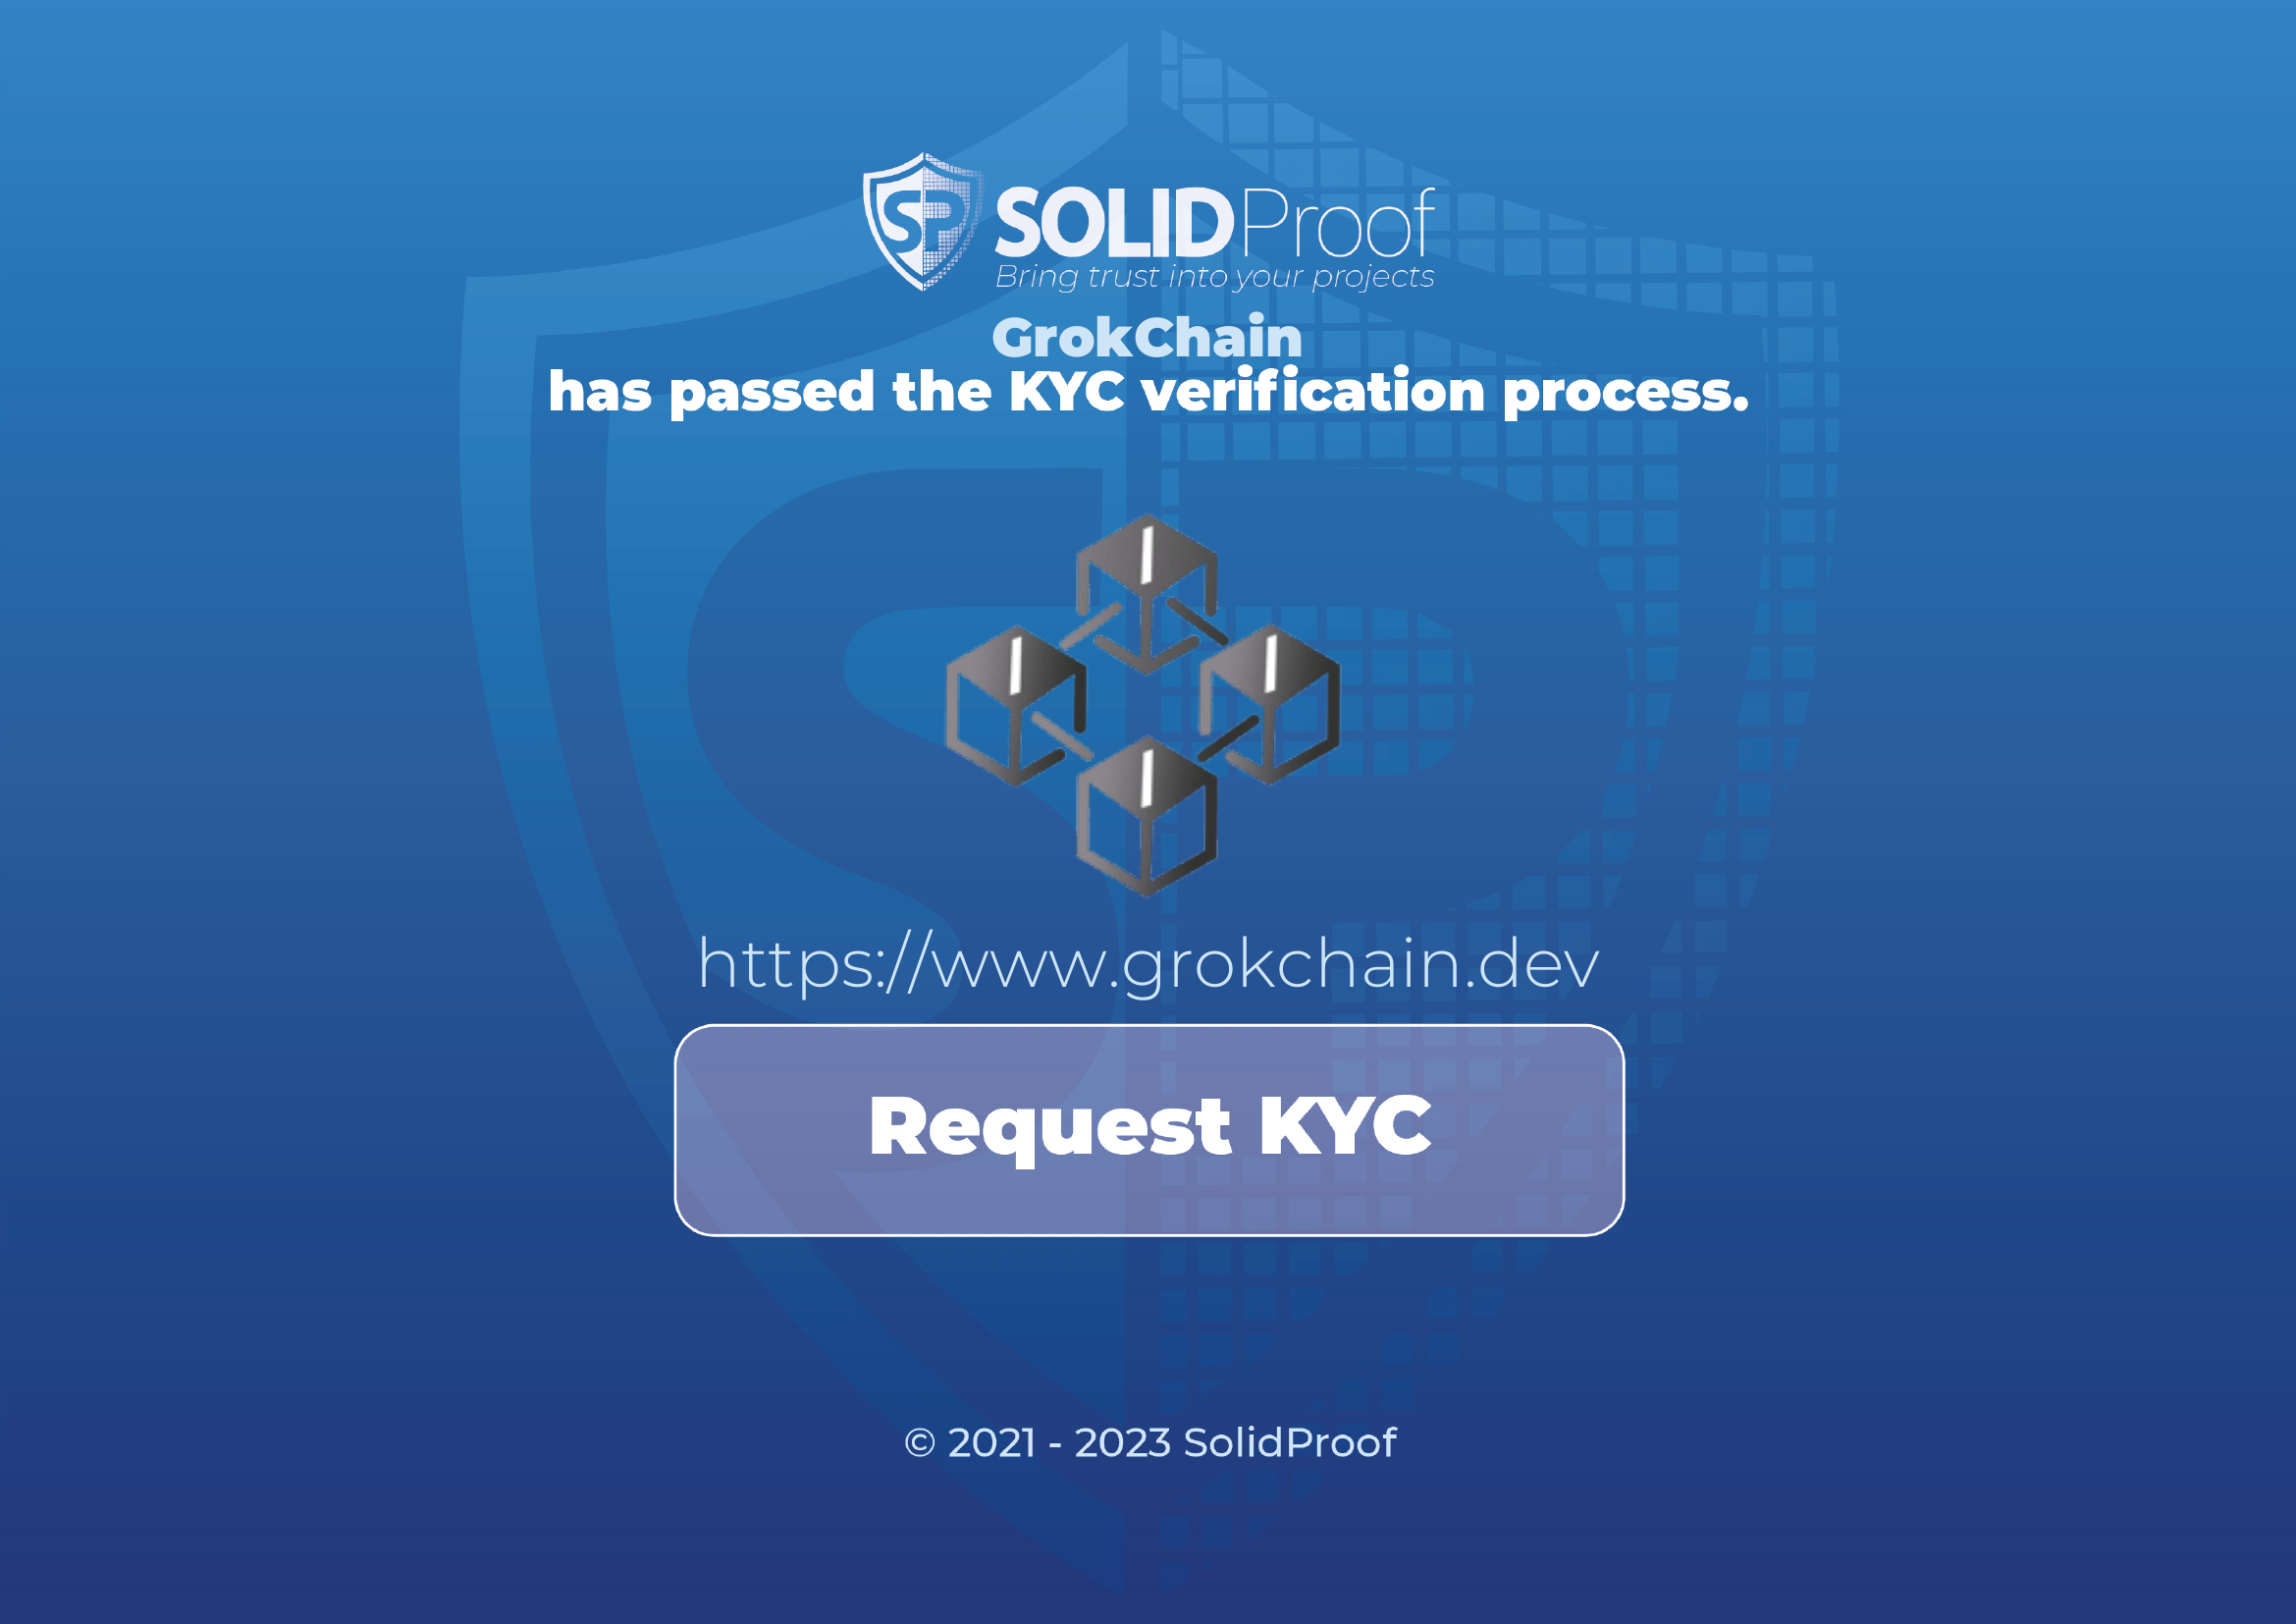 SP SOLIDProof
Bring trust into your projects
GrokChain
has passed the KYC verification process.
https://www.grokchain.dev
Request KYC
© 2021 - 2023 SolidProof